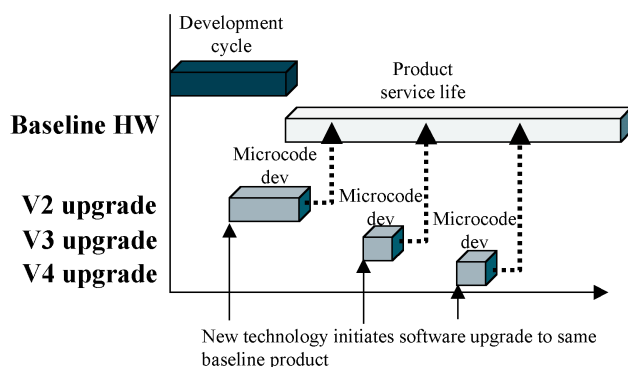 Development
cycle
Product
service life
Baseline HW
Microcode
dev
V2 upgrade
Microcode
dev
V3 upgrade
Microcode
dev
V4 upgrade
New technology initiates software upgrade to same
baseline product